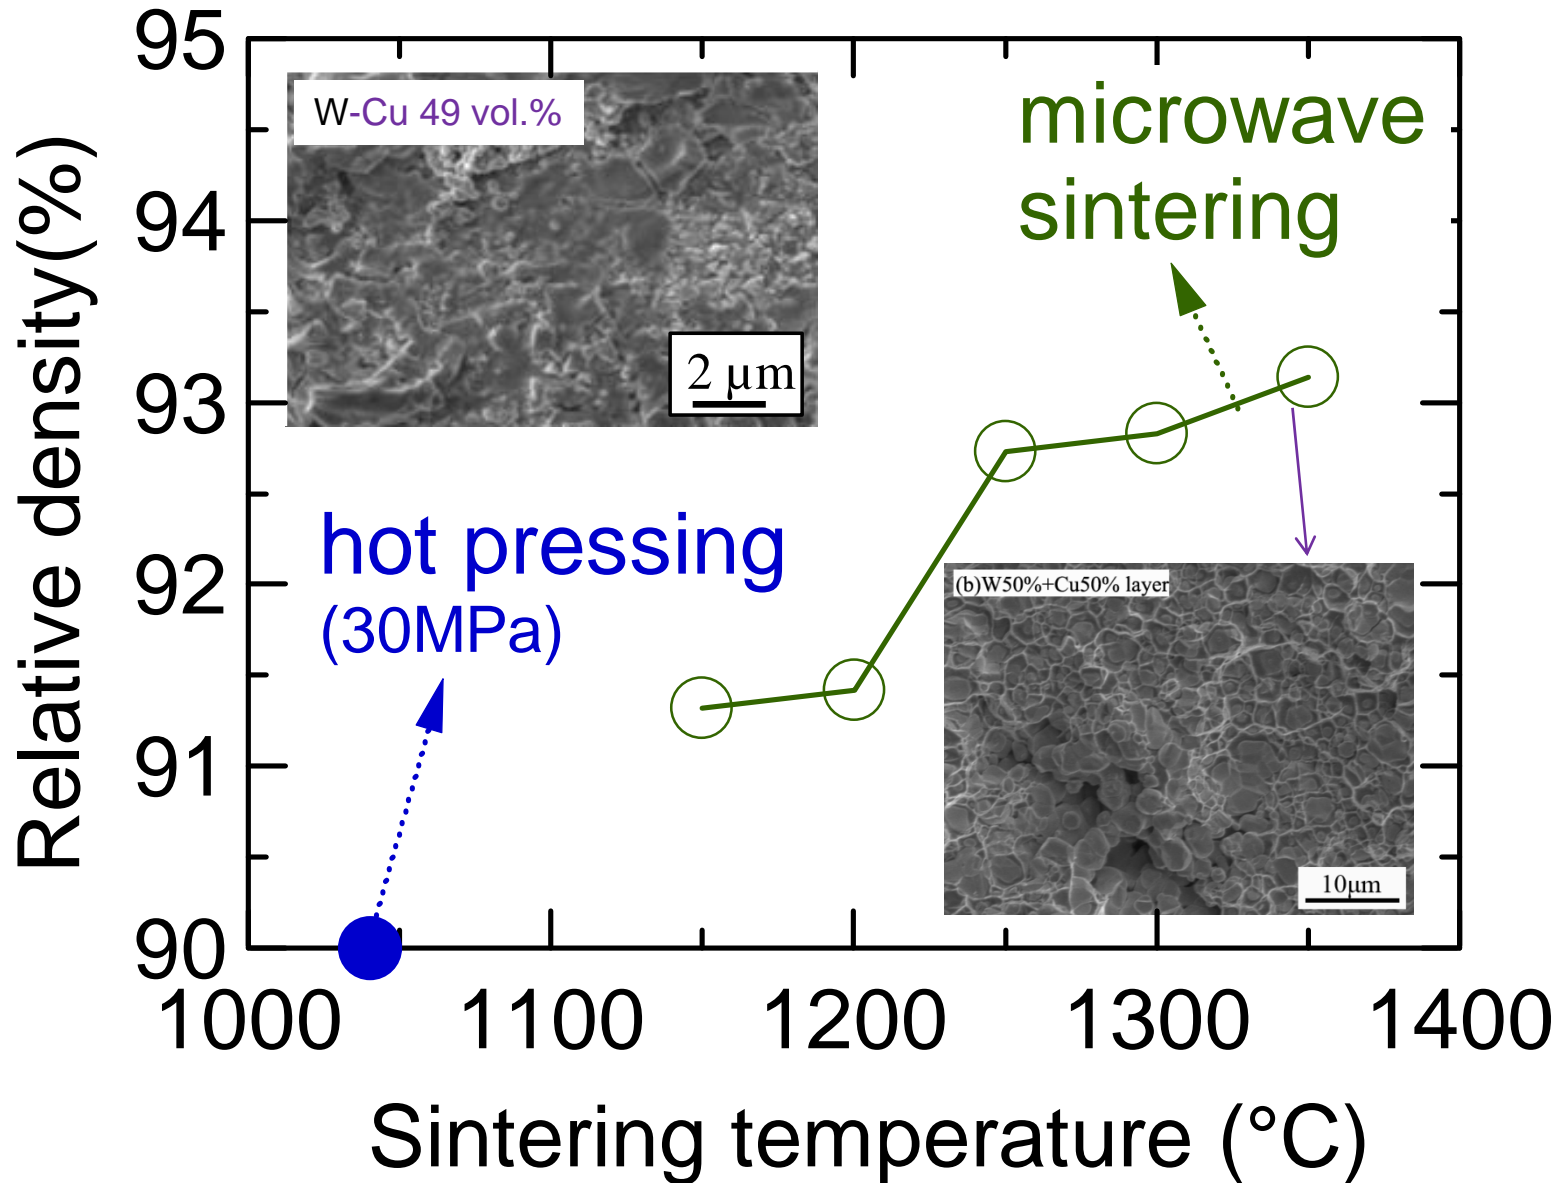 Relative density(%)
95
94
93
92
91
90
W-Cu 49 vol.%
2 μm
microwave
sintering
hot pressing
(30MPa)
(b)W50%+Cu50% layer
10μm
1000
1100
1200
1300
1400
Sintering temperature (°C)